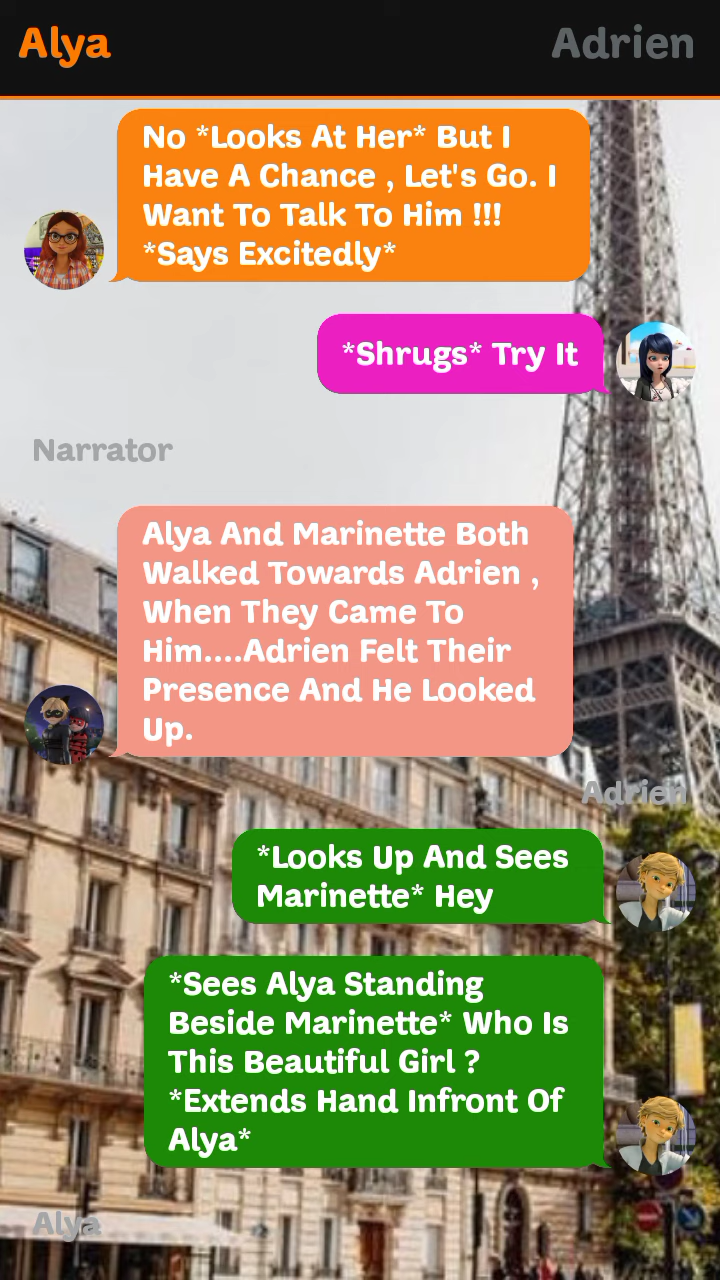 Alya
Adrien
No *Looks At Her* But I
Have A Chance , Let's Go. I
Want To Talk To Him !!!
*Says Excitedly*
*Shrugs* Try It
Narrator
Alya And Marinette Both
Walked Towards Adrien ,
When They Came To
Him....Adrien Felt Their
Presence And He Looked
Up.
Adrien
*Looks Up And Sees
Marinette* Hey
*Sees Alya Standing
Beside Marinette* Who Is
This Beautiful Girl ?
*Extends Hand Infront Of
Alya*
Alya